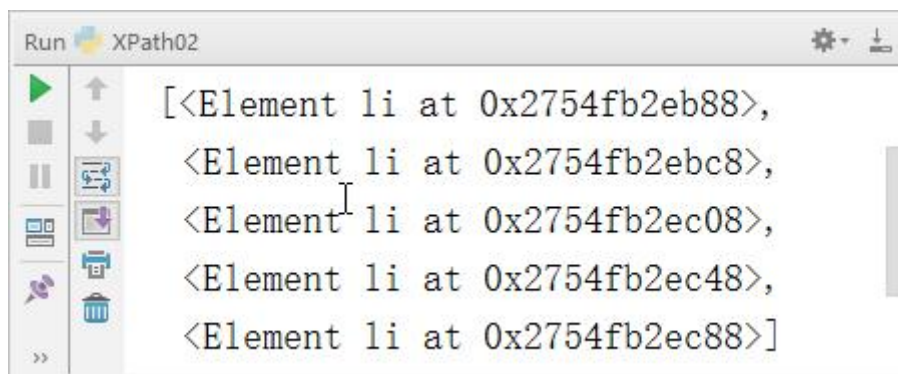 Run XPath02
[<Element li at 0x2754fb2eb88>,
<Element li at 0x2754fb2ebc8>,
<Element li at 0x2754fb2ec08>,
<Element li at 0x2754fb2ec48>,
<Element li at 0x2754fb2ec88>]